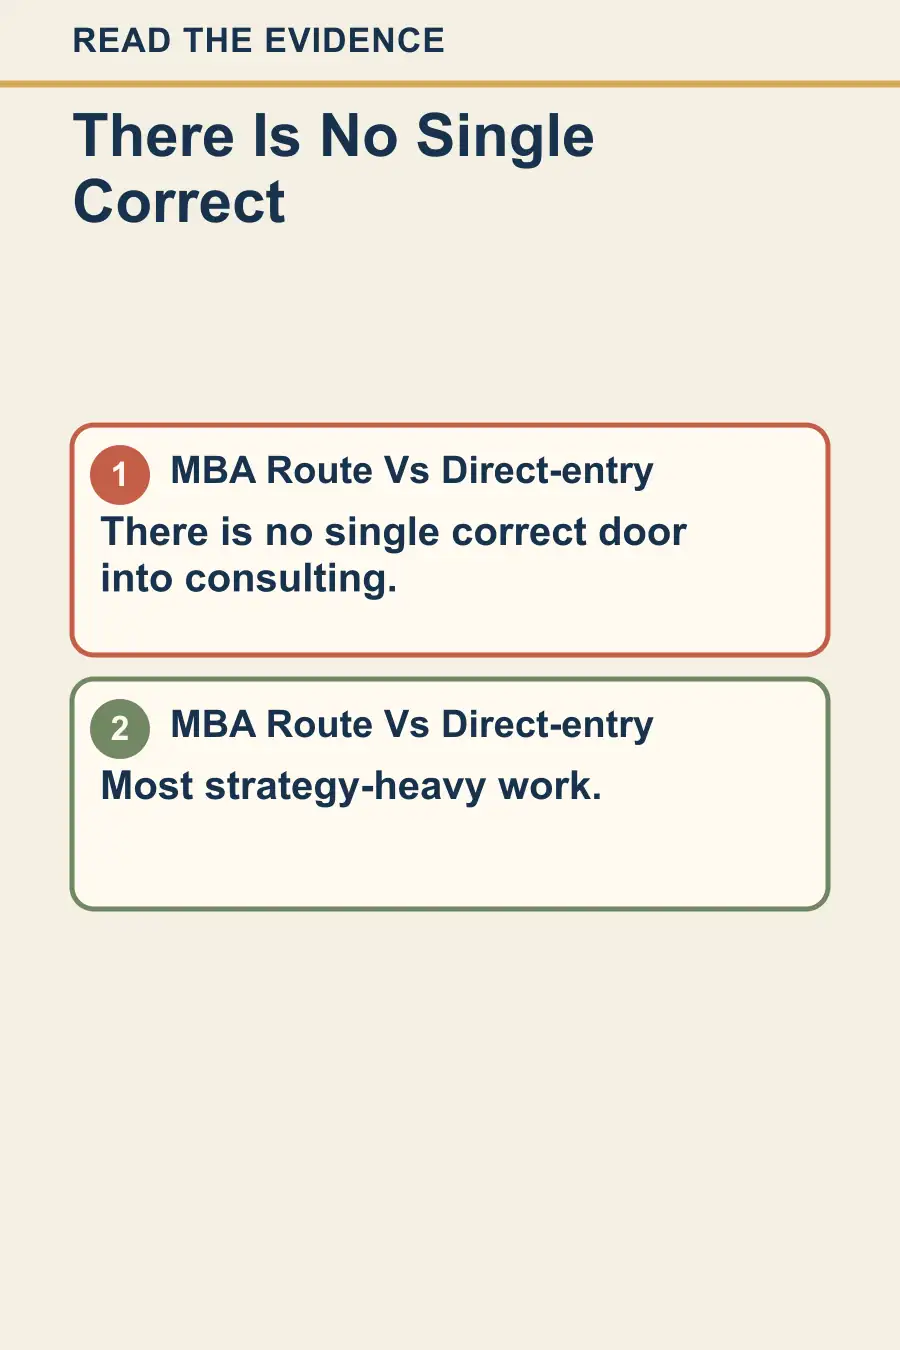 READ THE EVIDENCE
There Is No Single
Correct
1 MBA Route Vs Direct-entry
There is no single correct door
into consulting.
2 MBA Route Vs Direct-entry
Most strategy-heavy work.